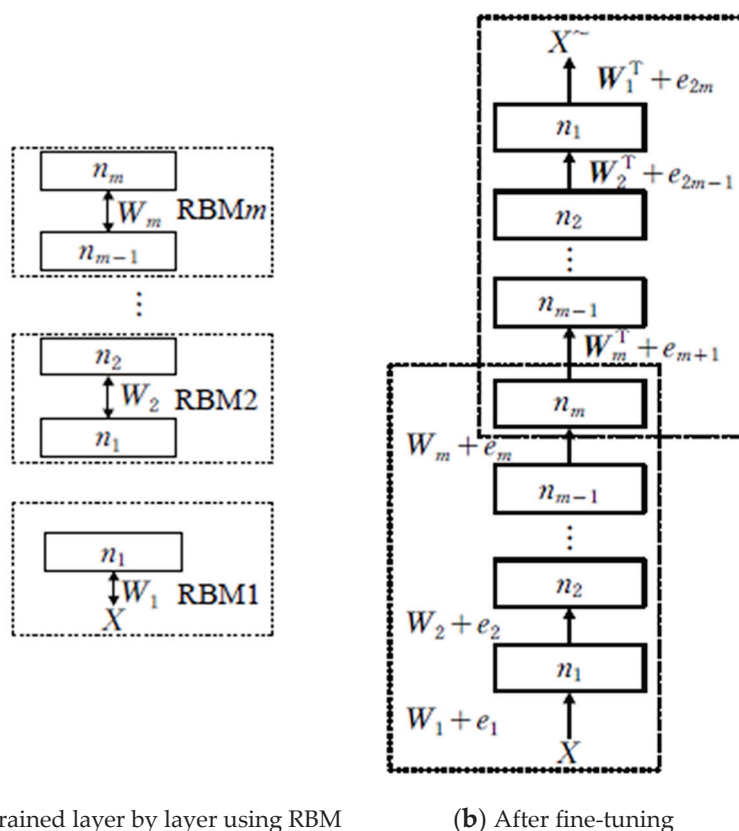 n_m
W_m RBMm
n_{m-1}
⋮
n_2
W_2 RBM2
n_1
n_1
W_1 RBM1
X
rained layer by layer using RBM
X~
W_1^T + e_{2m}
n_1
W_2^T + e_{2m-1}
n_2
⋮
n_{m-1}
W_m^T + e_{m+1}
n_m
W_m + e_m
n_{m-1}
⋮
n_2
W_2 + e_2
n_1
W_1 + e_1
X
(b) After fine-tuning